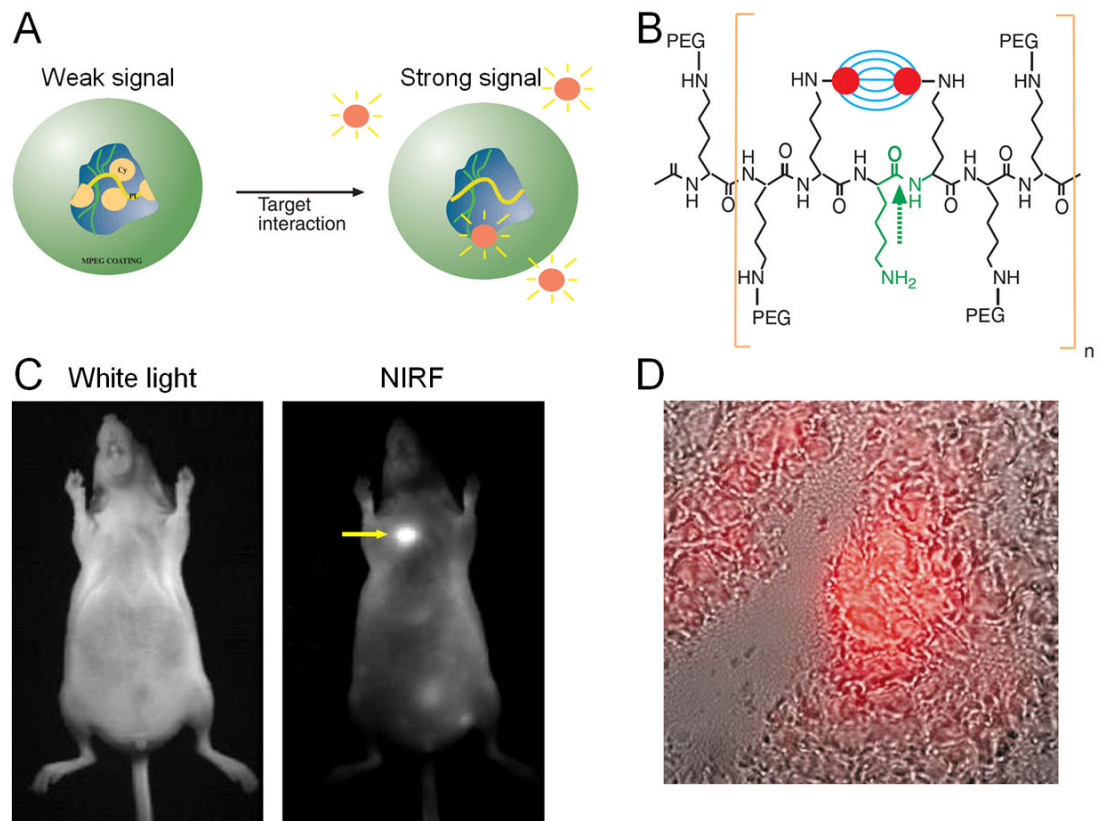 A
Weak signal
Strong signal
Cy
PL
MPEG COATING
Target
interaction
B
PEG
PEG
HN
HN
NH
HN
H
N
O
H
N
O
H
N
O
N
H
O
N
H
O
N
H
O
N
H
O
HN
NH2
NH
PEG
PEG
n
C
White light
NIRF
D